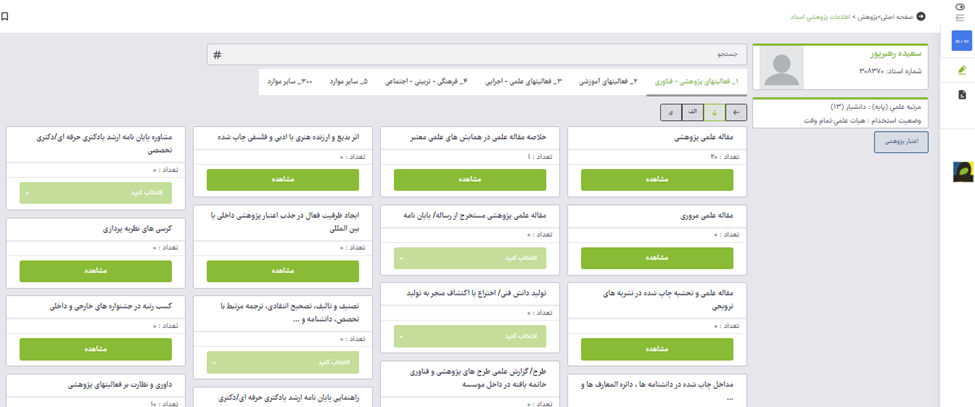 صفحه اصلی>پژوهش > اطلاعات پژوهشي استاد
سعیده رهبرپور
شماره استاد: ۳۰۸۳۷۰
مرتبه علمي (پایه) : دانشیار (۱۳)
وضعیت استخدام : هیات علمی-تمام وقت
اعتبار پژوهشی
جستجو
#
۱_ فعالیتهای پژوهشی - فناوری
۲_ فعالیتهای آموزشی
۳_ فعالیتهای علمی - اجرایی
۴_ فرهنگی - تربیتی - اجتماعی
۵_ سایر موارد
۳۰۰_ سایر موارد
الف
ی
مقاله علمی پژوهشی
تعداد : ۲۰
مشاهده
مقاله علمی مروری
تعداد : ۰
مشاهده
مقاله علمی و تحشیه چاپ شده در نشریه های
ترویجی
تعداد : ۰
مشاهده
مداخل چاپ شده در دانشنامه ها ، دائره المعارف ها و
...
خلاصه مقاله علمی در همایش های علمی معتبر
تعداد : ۱
مشاهده
مقاله علمی پژوهشی مستخرج از رساله/ پایان نامه
تعداد : ۰
انتخاب کنید
تولید دانش فنی/ اختراع یا اکتشاف منجر به تولید
تعداد : ۰
انتخاب کنید
طرح/ گزارش علمی طرح های پژوهشی و فناوری
خاتمه یافته در داخل موسسه
تعداد : ۰
اثر بدیع و ارزنده هنری یا ادبی و فلسفی چاپ شده
تعداد : ۰
مشاهده
ایجاد ظرفیت فعال در جذب اعتبار پژوهشی داخلی یا
بین المللی
تعداد : ۰
مشاهده
تصنیف و تالیف، تصحیح انتقادی، ترجمه مرتبط با
تخصص، دانشنامه و ...
تعداد : ۰
انتخاب کنید
راهنمایی پایان نامه ارشد یادکتری حرفه ای/دکتری
مشاوره پایان نامه ارشد یادکتری حرفه ای/دکتری
تخصصی
تعداد : ۰
انتخاب کنید
کرسی های نظریه پردازی
تعداد : ۰
مشاهده
کسب رتبه در جشنواره های خارجی و داخلی
تعداد : ۰
مشاهده
داوری و نظارت بر فعالیتهای پژوهشی
تعداد : ۱۰